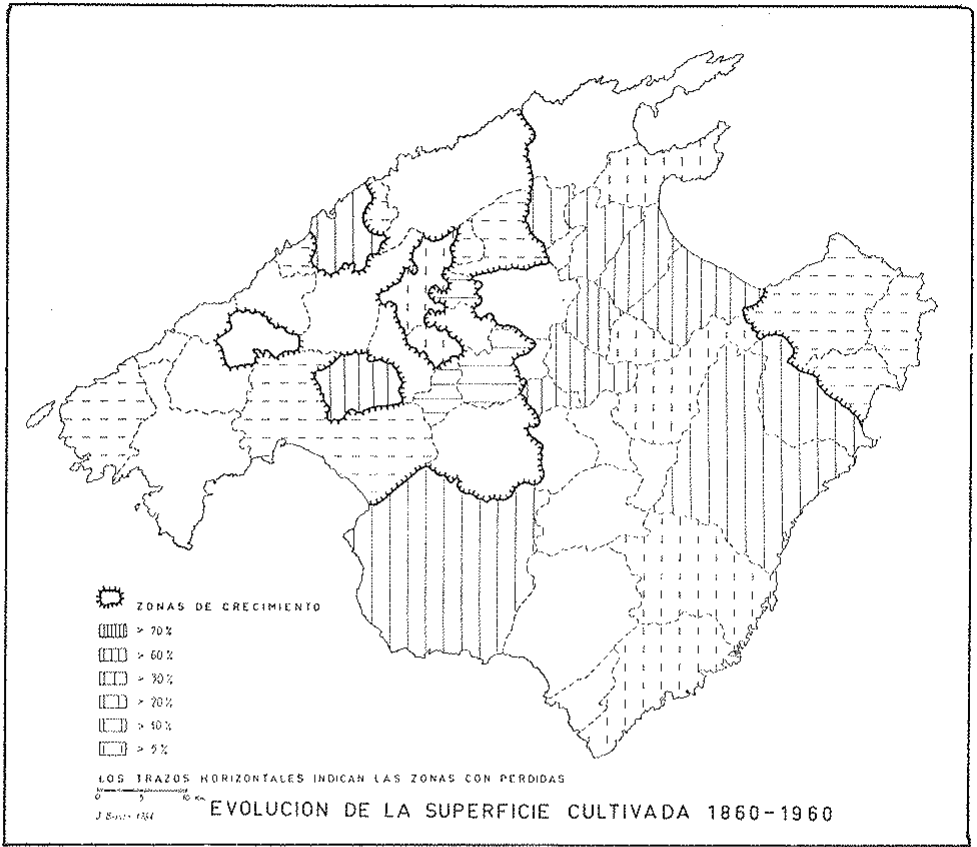 ZONAS DE CRECIMIENTO
> 70%
> 60%
> 30%
> 20%
> 10%
> 5%
LOS TRAZOS HORIZONTALES INDICAN LAS ZONAS CON PERDIDAS
0 5 10 Km
EVOLUCION DE LA SUPERFICIE CULTIVADA 1860-1960